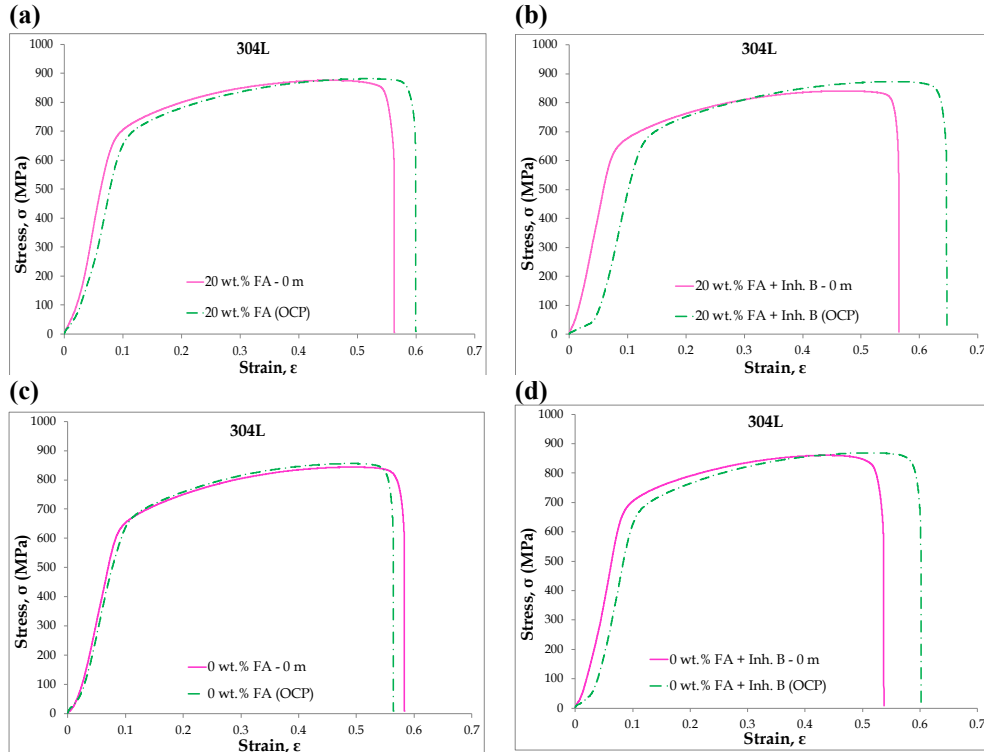 (a)
304L
1000
900
800
700
600
500
400
300
200
100
0
Stress, σ (MPa)
0 0.1 0.2 0.3 0.4 0.5 0.6 0.7
Strain, ε
20 wt.% FA - 0 m
20 wt.% FA (OCP)
(b)
304L
1000
900
800
700
600
500
400
300
200
100
0
Stress, σ (MPa)
0 0.1 0.2 0.3 0.4 0.5 0.6 0.7
Strain, ε
20 wt.% FA + Inh. B - 0 m
20 wt.% FA + Inh. B (OCP)
(c)
304L
1000
900
800
700
600
500
400
300
200
100
0
Stress, σ (MPa)
0 0.1 0.2 0.3 0.4 0.5 0.6 0.7
Strain, ε
0 wt.% FA - 0 m
0 wt.% FA (OCP)
(d)
304L
1000
900
800
700
600
500
400
300
200
100
0
Stress, σ (MPa)
0 0.1 0.2 0.3 0.4 0.5 0.6 0.7
Strain, ε
0 wt.% FA + Inh. B - 0 m
0 wt.% FA + Inh. B (OCP)